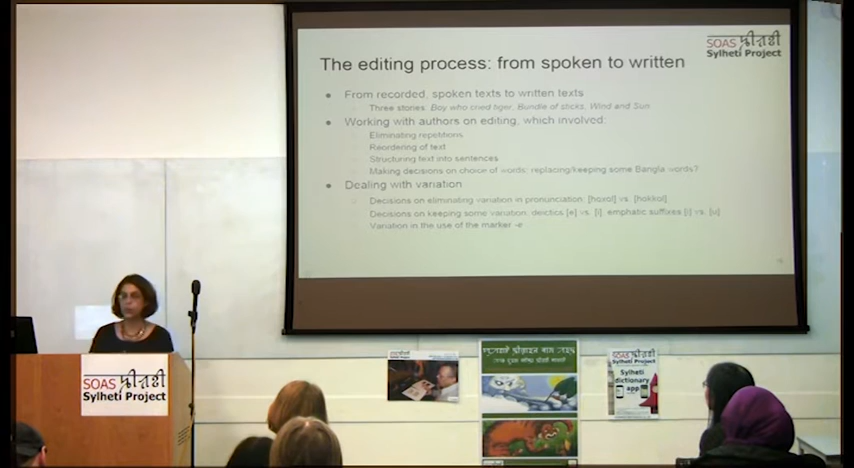 SOAS ꠍꠤꠟꠐꠤ
Sylheti Project
The editing process: from spoken to written
From recorded, spoken texts to written texts
Three stories: Boy who cried tiger, Bundle of sticks, Wind and Sun
Working with authors on editing, which involved:
Eliminating repetitions
Reordering of text
Structuring text into sentences
Making decisions on choice of words; replacing/keeping some Bangla words?
Dealing with variation
Decisions on eliminating variation in pronunciation: [hoxol] vs. [hokkol]
Decisions on keeping some variation: deictics [e] vs. [i], emphatic suffixes [i] vs. [u]
Variation in the use of the marker -e
SOAS
Sylheti Project
Sylheti
dictionary
app